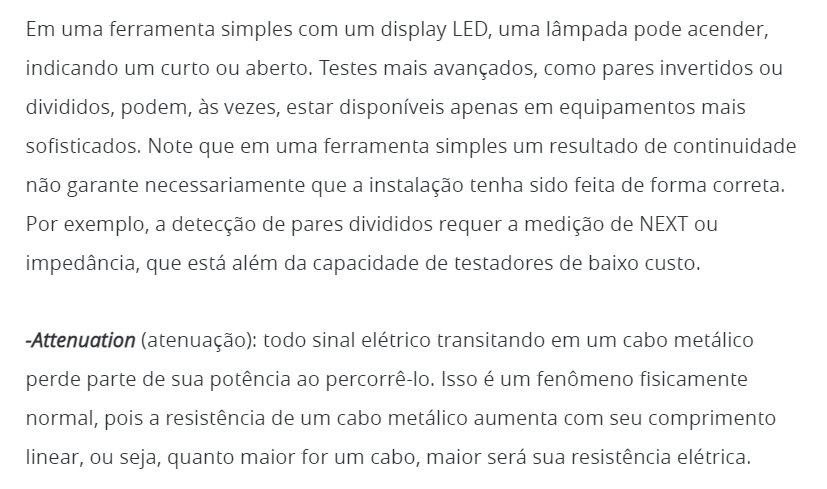 Em uma ferramenta simples com um display LED, uma lâmpada pode acender,
indicando um curto ou aberto. Testes mais avançados, como pares invertidos ou
divididos, podem, às vezes, estar disponíveis apenas em equipamentos mais
sofisticados. Note que em uma ferramenta simples um resultado de continuidade
não garante necessariamente que a instalação tenha sido feita de forma correta.
Por exemplo, a detecção de pares divididos requer a medição de NEXT ou
impedância, que está além da capacidade de testadores de baixo custo.
-Attenuation (atenuação): todo sinal elétrico transitando em um cabo metálico
perde parte de sua potência ao percorrê-lo. Isso é um fenômeno fisicamente
normal, pois a resistência de um cabo metálico aumenta com seu comprimento
linear, ou seja, quanto maior for um cabo, maior será sua resistência elétrica.